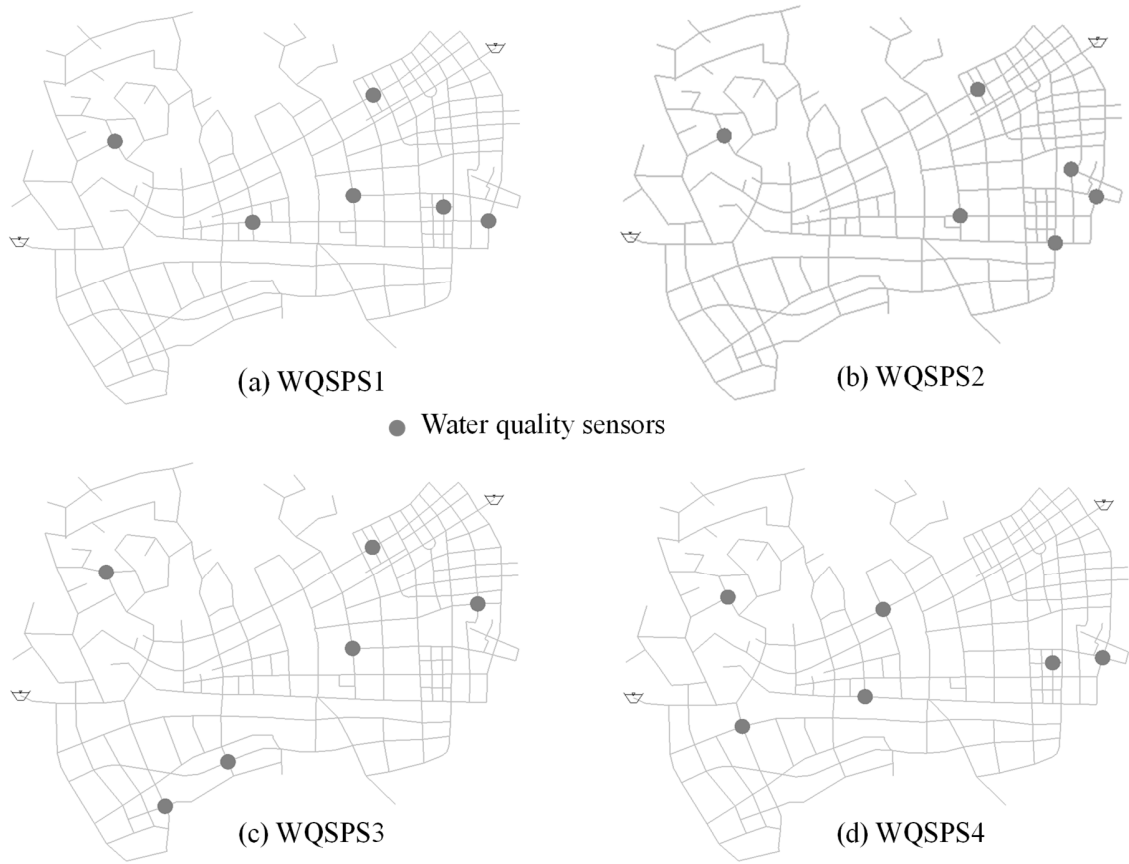 (a) WQSPS1
(b) WQSPS2
Water quality sensors
(c) WQSPS3
(d) WQSPS4